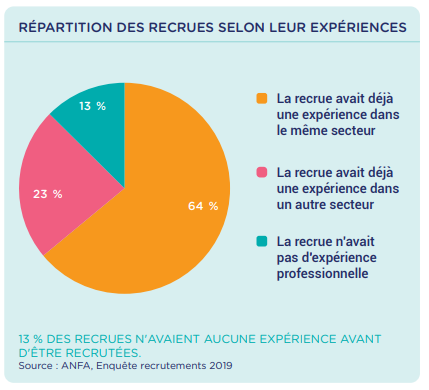 RÉPARTITION DES RECRUES SELON LEUR EXPÉRIENCES
13 %
23 %
64 %
La recrue avait déjà
une expérience dans
le même secteur
La recrue avait déjà
une expérience dans
un autre secteur
La recrue n'avait
pas d'expérience
professionnelle
13 % DES RECRUES N'AVAIENT AUCUNE EXPÉRIENCE AVANT
D'ÊTRE RECRUTÉES.
Source : ANFA, Enquête recrutements 2019